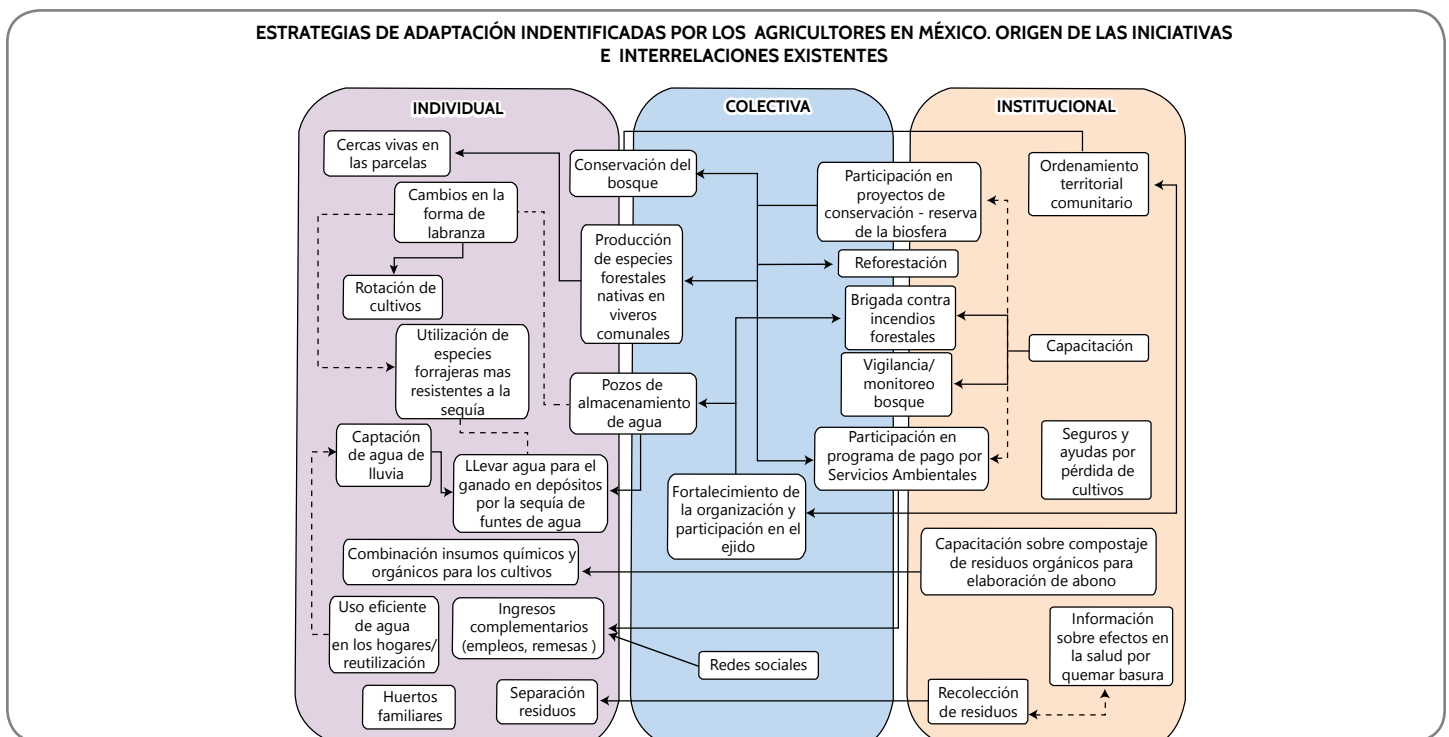 ESTRATEGIAS DE ADAPTACIÓN INDENTIFICADAS POR LOS AGRICULTORES EN MÉXICO. ORIGEN DE LAS INICIATIVAS
E INTERRELACIONES EXISTENTES
INDIVIDUAL
Cercas vivas en
las parcelas
Cambios en la
forma de
labranza
Rotación de
cultivos
Utilización de
especies
forrajeras mas
resistentes a la
sequía
Captación
de agua de
lluvia
LLevar agua para el
ganado en depósitos
por la sequía de
funtes de agua
Combinación insumos químicos y
orgánicos para los cultivos
Uso eficiente
de agua
en los hogares/
reutilización
Ingresos
complementarios
(empleos, remesas )
Huertos
familiares
Separación
residuos
COLECTIVA
Conservación del
bosque
Producción
de especies
forestales
nativas en
viveros
comunales
Pozos de
almacenamiento
de agua
Participación en
proyectos de
conservación - reserva
de la biosfera
Reforestación
Brigada contra
incendios
forestales
Vigilancia/
monitoreo
bosque
Participación en
programa de pago por
Servicios Ambientales
Fortalecimiento de
la organización y
participación en el
ejido
Redes sociales
INSTITUCIONAL
Ordenamiento
territorial
comunitario
Capacitación
Seguros y
ayudas por
pérdida de
cultivos
Capacitación sobre compostaje
de residuos orgánicos para
elaboración de abono
Información
sobre efectos en
la salud por
quemar basura
Recolección
de residuos